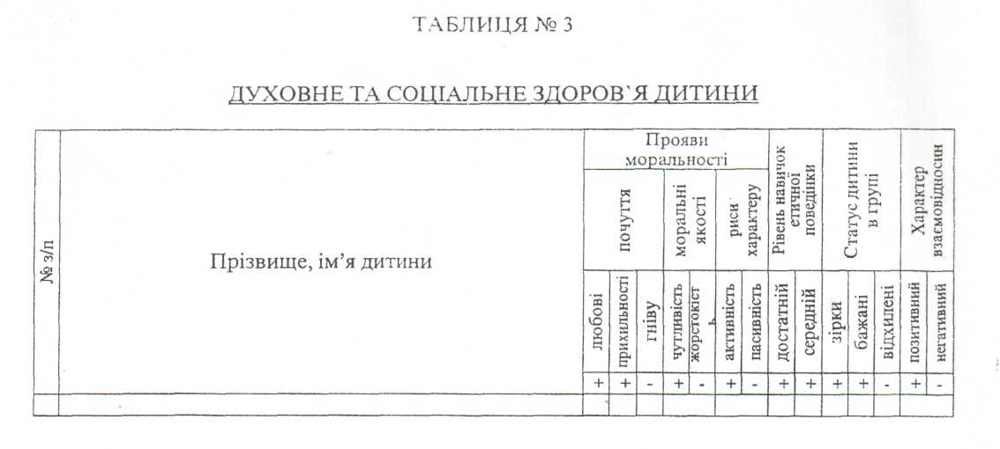 ТАБЛИЦЯ № 3
ДУХОВНЕ ТА СОЦІАЛЬНЕ ЗДОРОВ`Я ДИТИНИ
№ з/п
Прізвище, ім’я дитини
Прояви
моральності
почуття
моральні
якості
риси
характеру
Рівень навичок
етичної
поведінки
Статус дитини
в групі
Характер
взаємовідносин
любові
прихильності
гніву
чутливість
жорстокіст
ь
активність
пасивність
достатній
середній
зірки
бажані
відхилені
позитивний
негативний
+ + - + - + - + + + + - + -